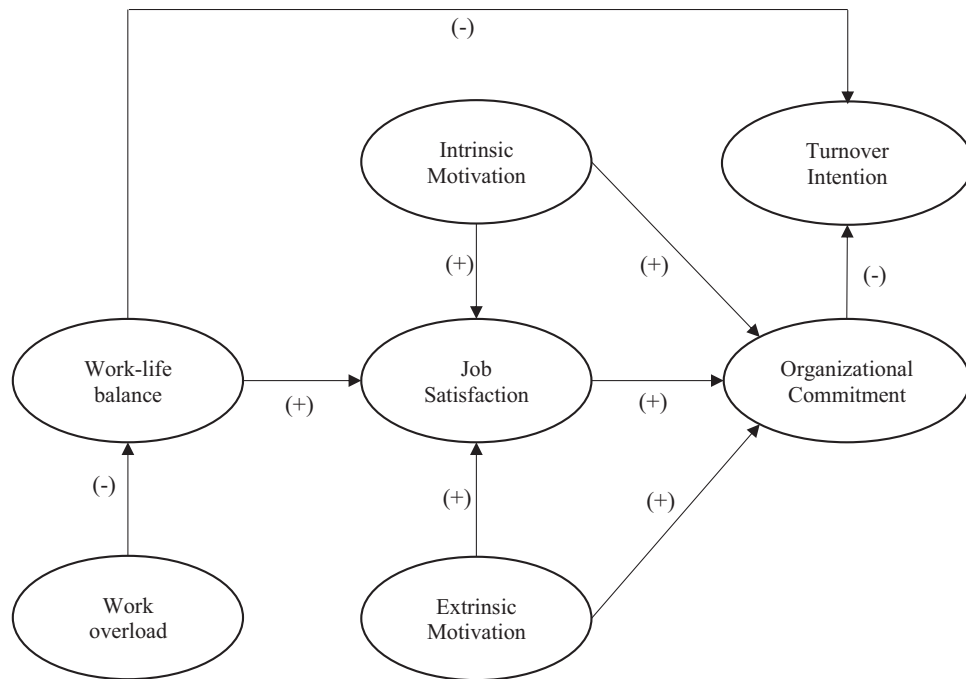 (-)
Intrinsic
Motivation
Turnover
Intention
(+)
(+)
(-)
Work-life
balance
(+)
Job
Satisfaction
(+)
Organizational
Commitment
(-)
(+)
(+)
Work
overload
Extrinsic
Motivation